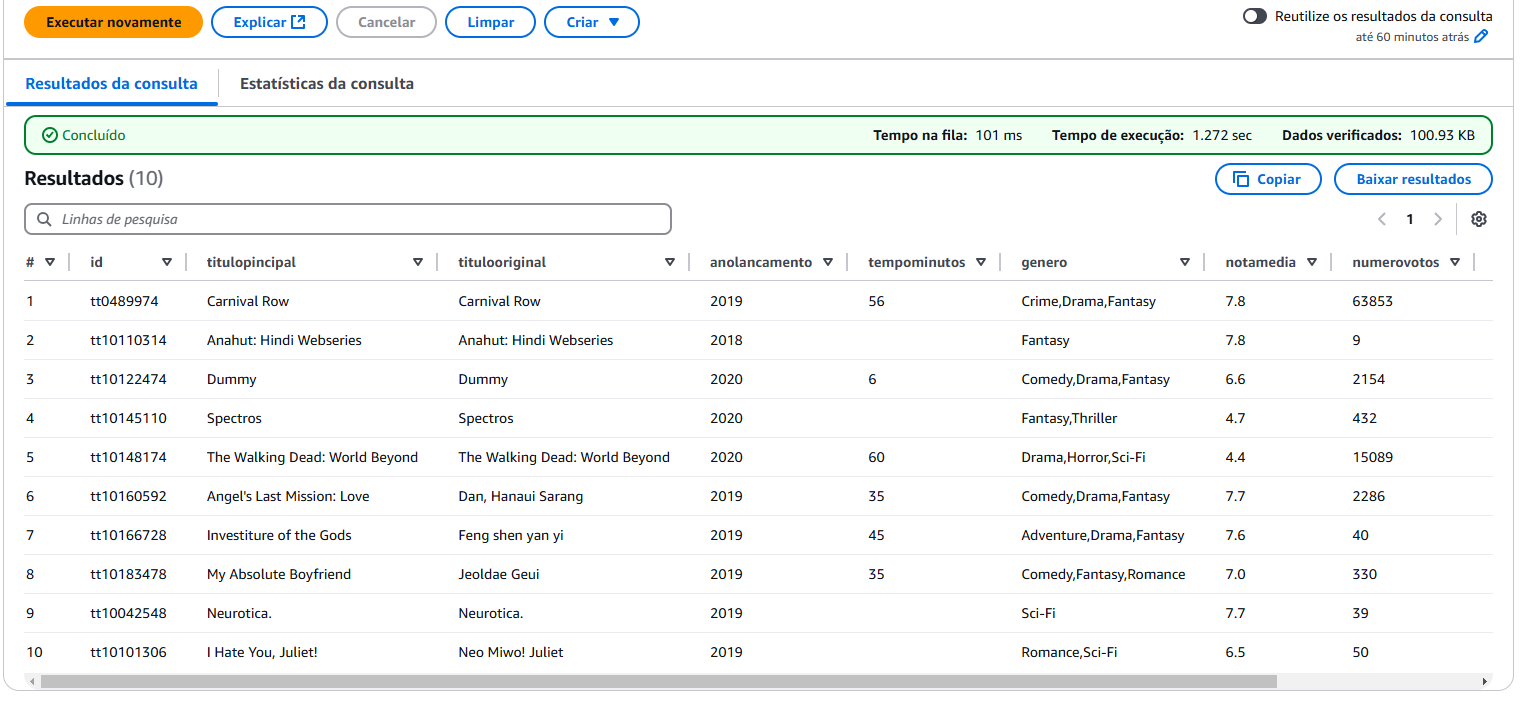 Executar novamente Explicar Cancelar Limpar Criar Reutilize os resultados da consulta
até 60 minutos atrás
Resultados da consulta Estatísticas da consulta
Concluído Tempo na fila: 101 ms Tempo de execução: 1.272 sec Dados verificados: 100.93 KB
Resultados (10) Copiar Baixar resultados
Linhas de pesquisa 1
# id titulopincipal titulooriginal anolancamento tempominutos genero notamedia numerovotos
1 tt0489974 Carnival Row Carnival Row 2019 56 Crime,Drama,Fantasy 7.8 63853
2 tt10110314 Anahut: Hindi Webseries Anahut: Hindi Webseries 2018 Fantasy 7.8 9
3 tt10122474 Dummy Dummy 2020 6 Comedy,Drama,Fantasy 6.6 2154
4 tt10145110 Spectros Spectros 2020 Fantasy,Thriller 4.7 432
5 tt10148174 The Walking Dead: World Beyond The Walking Dead: World Beyond 2020 60 Drama,Horror,Sci-Fi 4.4 15089
6 tt10160592 Angel's Last Mission: Love Dan, Hanaui Sarang 2019 35 Comedy,Drama,Fantasy 7.7 2286
7 tt10166728 Investiture of the Gods Feng shen yan yi 2019 45 Adventure,Drama,Fantasy 7.6 40
8 tt10183478 My Absolute Boyfriend Jeoldae Geui 2019 35 Comedy,Fantasy,Romance 7.0 330
9 tt10042548 Neurotica. Neurotica. 2019 Sci-Fi 7.7 39
10 tt10101306 I Hate You, Juliet! Neo Miwo! Juliet 2019 Romance,Sci-Fi 6.5 50